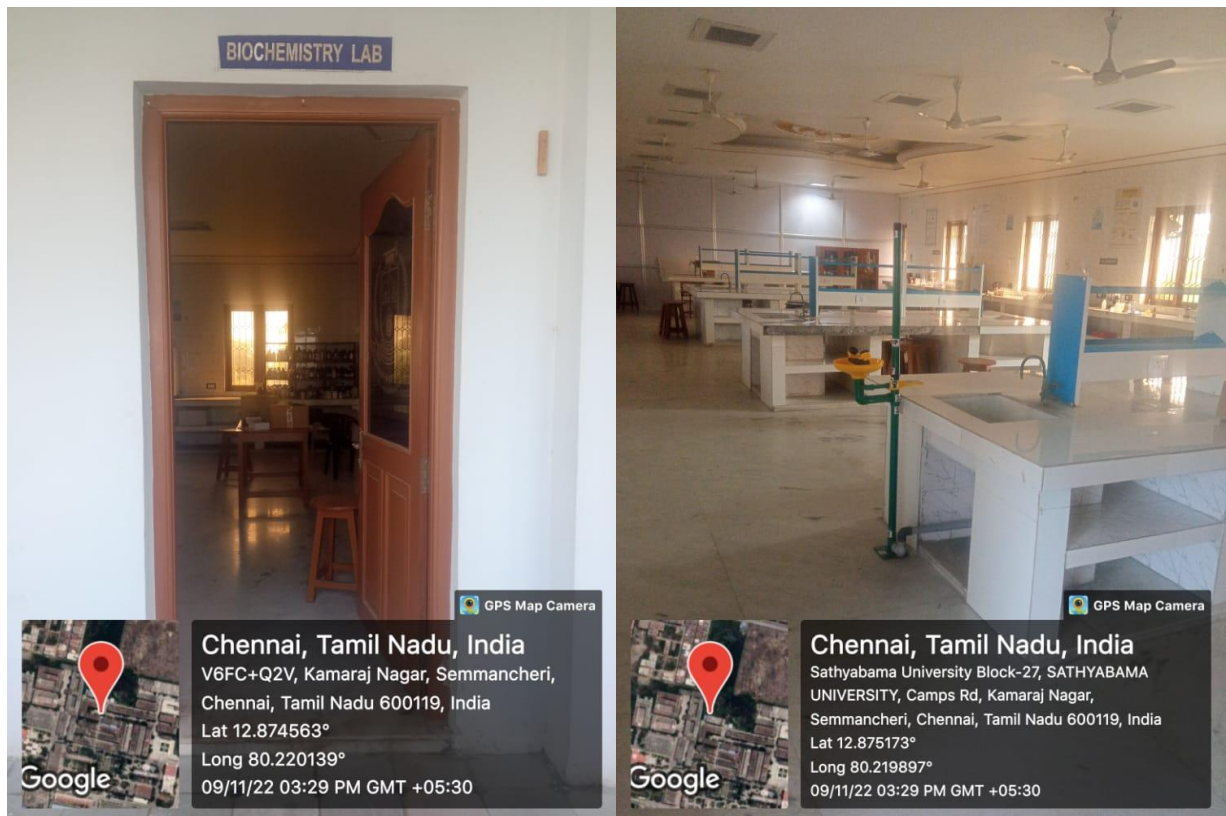 BIOCHEMISTRY LAB
GPS Map Camera
Chennai, Tamil Nadu, India
V6FC+Q2V, Kamaraj Nagar, Semmancheri,
Chennai, Tamil Nadu 600119, India
Lat 12.874563°
Long 80.220139°
09/11/22 03:29 PM GMT +05:30
Google
GPS Map Camera
Chennai, Tamil Nadu, India
Sathyabama University Block-27, SATHYABAMA
UNIVERSITY, Camps Rd, Kamaraj Nagar,
Semmancheri, Chennai, Tamil Nadu 600119, India
Lat 12.875173°
Long 80.219897°
09/11/22 03:29 PM GMT +05:30
Google